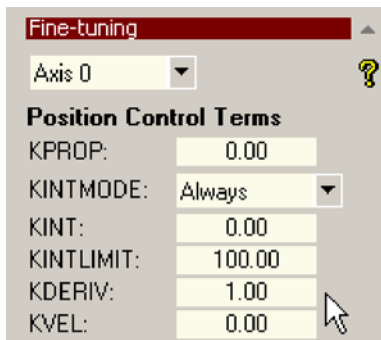 Fine-tuning
Axis 0
?
Position Control Terms
KPROP: 0.00
KINTMODE: Always
KINT: 0.00
KINTLIMIT: 100.00
KDERIV: 1.00
KVEL: 0.00